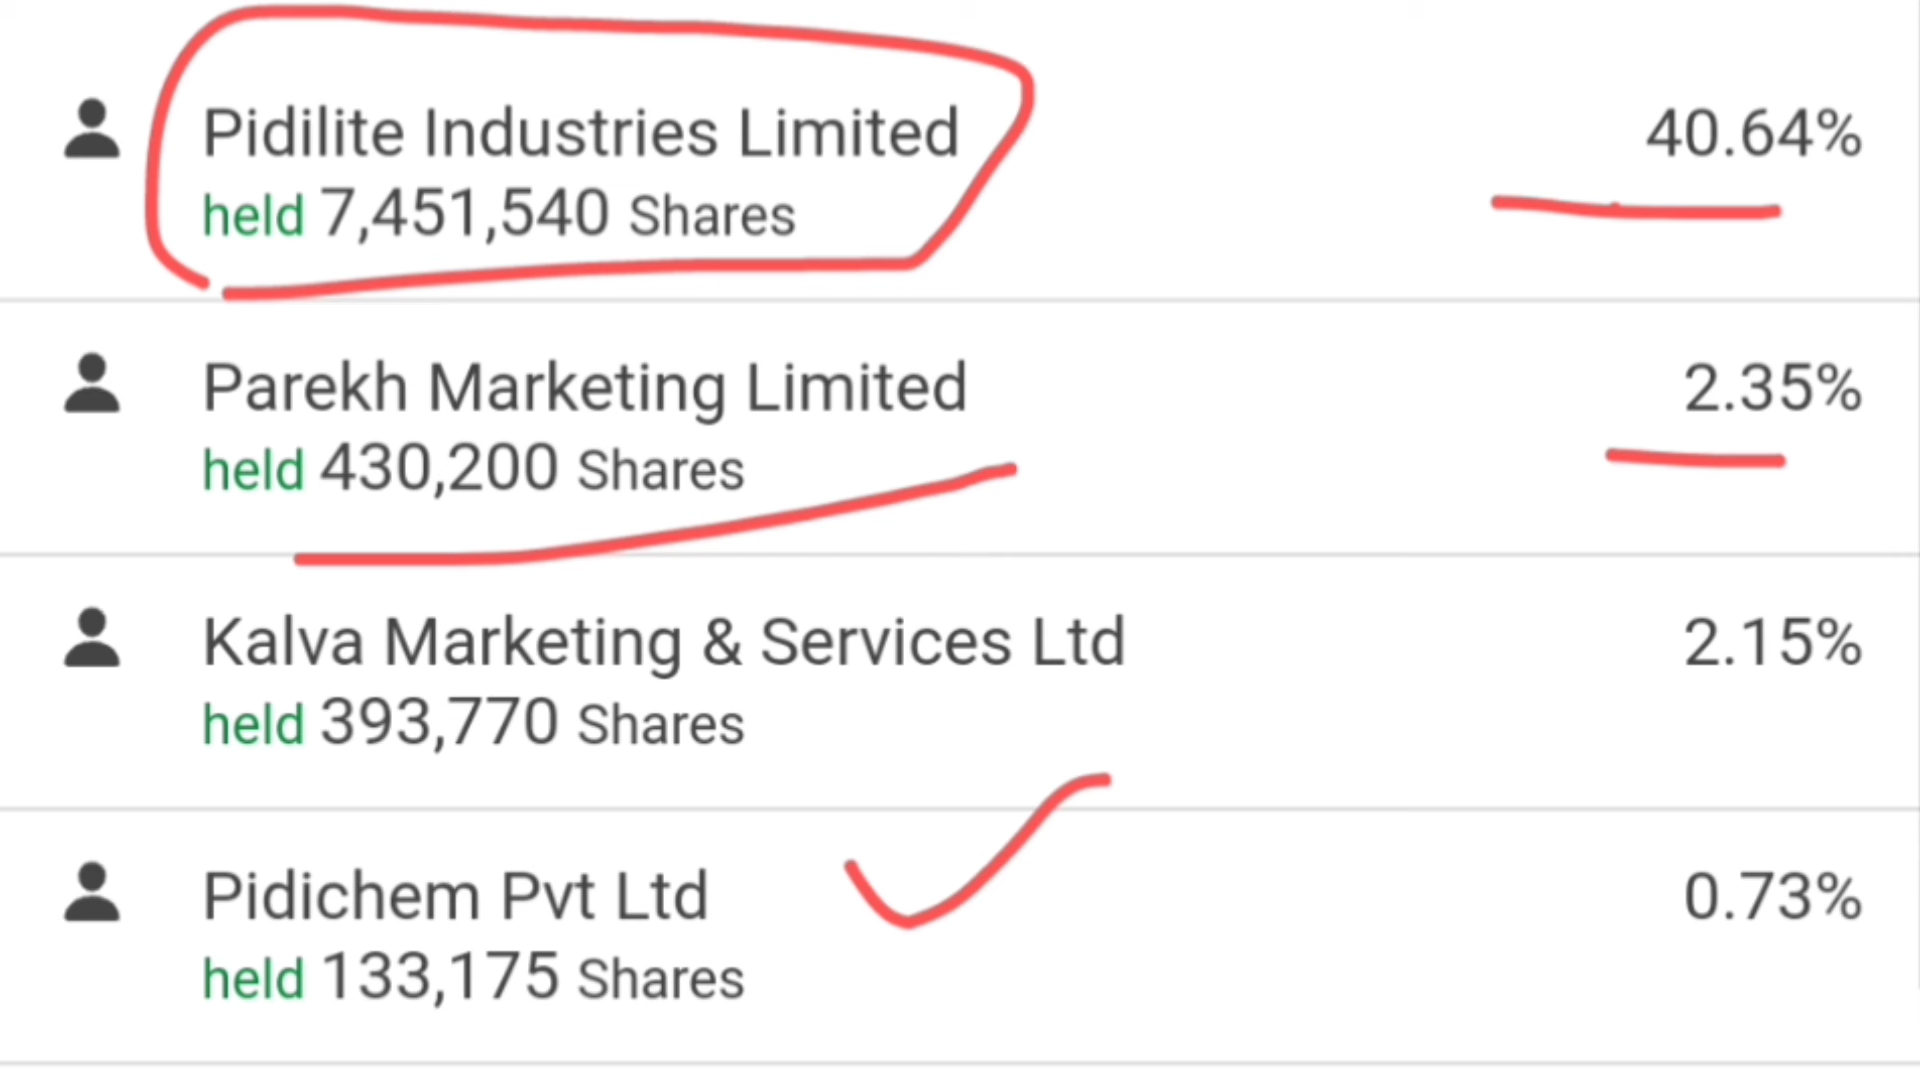 Pidilite Industries Limited 40.64%
held 7,451,540 Shares
Parekh Marketing Limited 2.35%
held 430,200 Shares
Kalva Marketing & Services Ltd 2.15%
held 393,770 Shares
Pidichem Pvt Ltd 0.73%
held 133,175 Shares